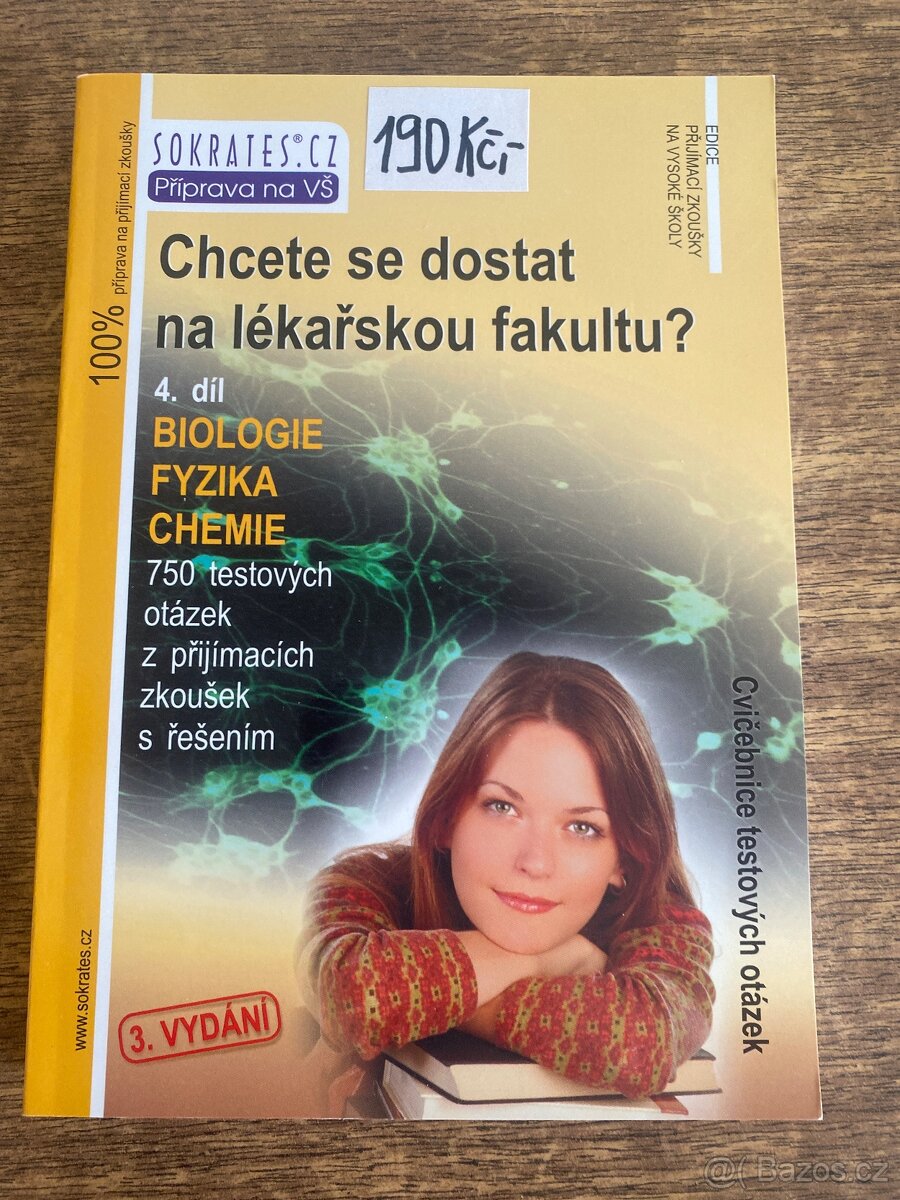 SOKRATES®.CZ
Příprava na VŠ
190 Kč,-
EDICE
PŘIJÍMACÍ ZKOUŠKY
NA VYSOKÉ ŠKOLY
100% příprava na přijímací zkoušky
Chcete se dostat
na lékařskou fakultu?
4. díl
BIOLOGIE
FYZIKA
CHEMIE
750 testových
otázek
z přijímacích
zkoušek
s řešením
Cvičebnice testových otázek
www.sokrates.cz
3. VYDÁNÍ
@( Bazos.cz